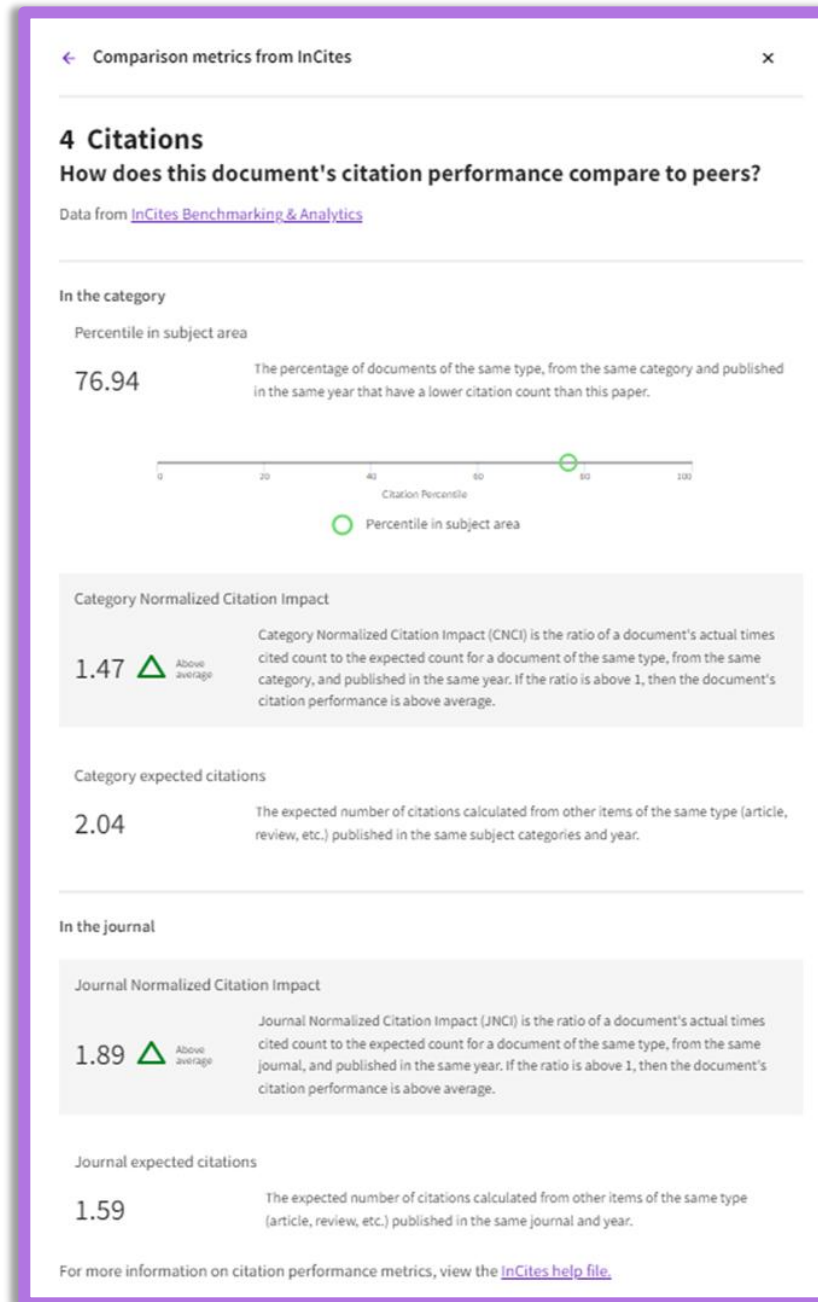 ← Comparison metrics from InCites ✕
4 Citations
How does this document's citation performance compare to peers?
Data from InCites Benchmarking & Analytics
In the category
Percentile in subject area
76.94
The percentage of documents of the same type, from the same category and published
in the same year that have a lower citation count than this paper.
0 20 40 60 80 100
Citation Percentile
Percentile in subject area
Category Normalized Citation Impact
1.47
Above
average
Category Normalized Citation Impact (CNCI) is the ratio of a document's actual times
cited count to the expected count for a document of the same type, from the same
category, and published in the same year. If the ratio is above 1, then the document's
citation performance is above average.
Category expected citations
2.04
The expected number of citations calculated from other items of the same type (article,
review, etc.) published in the same subject categories and year.
In the journal
Journal Normalized Citation Impact
1.89
Above
average
Journal Normalized Citation Impact (JNCI) is the ratio of a document's actual times
cited count to the expected count for a document of the same type, from the same
journal, and published in the same year. If the ratio is above 1, then the document's
citation performance is above average.
Journal expected citations
1.59
The expected number of citations calculated from other items of the same type
(article, review, etc.) published in the same journal and year.
For more information on citation performance metrics, view the InCites help file.